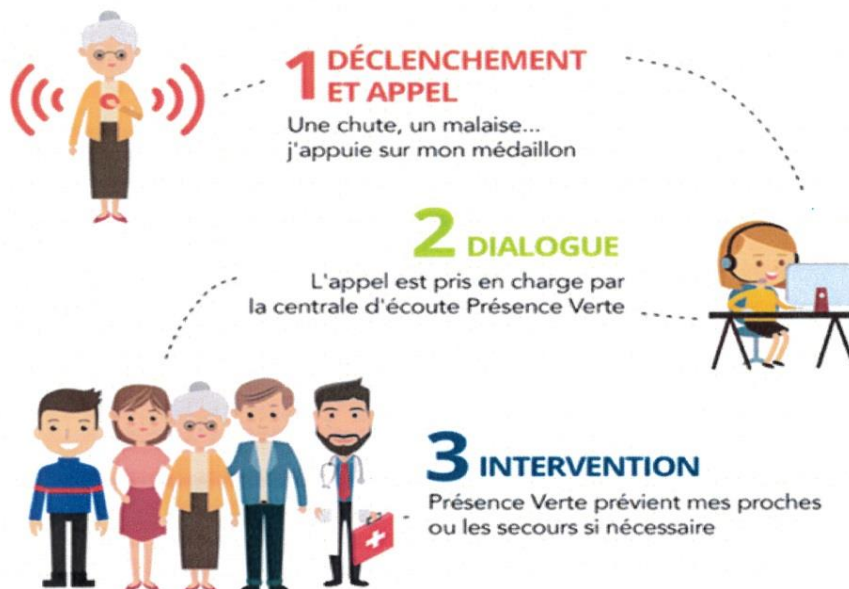 1 DÉCLENCHEMENT
ET APPEL
Une chute, un malaise...
j'appuie sur mon médaillon
2 DIALOGUE
L'appel est pris en charge par
la centrale d'écoute Présence Verte
3 INTERVENTION
Présence Verte prévient mes proches
ou les secours si nécessaire